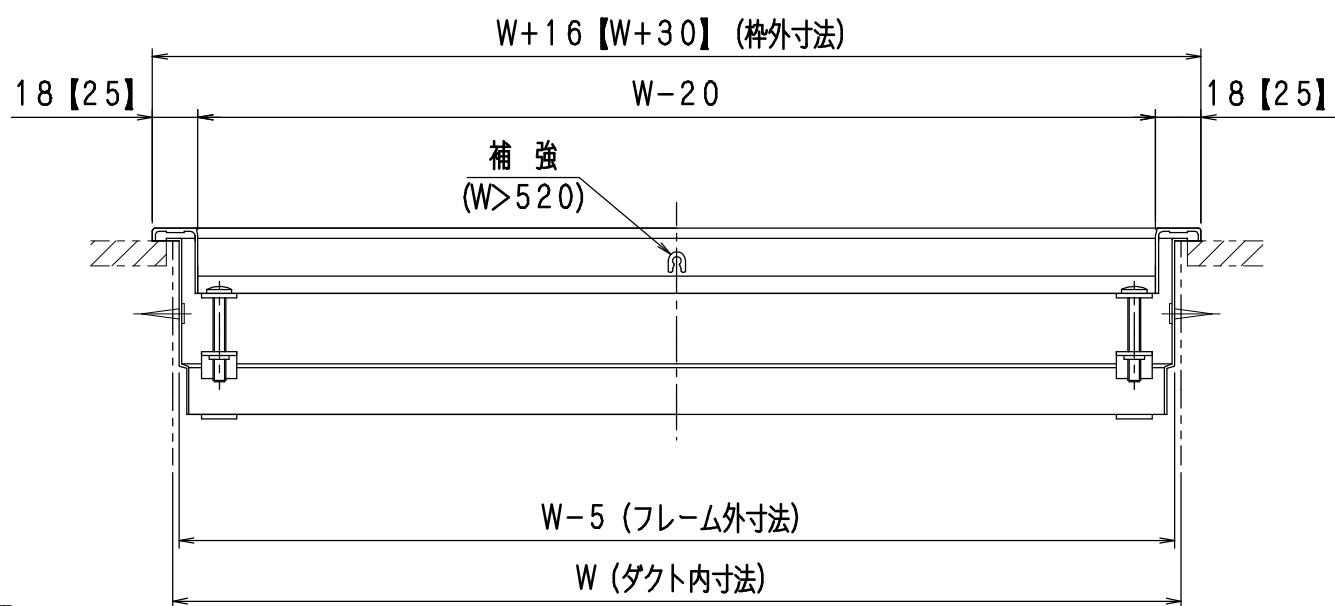 W+16【W+30】(枠外寸法)
18【25】
W-20
18【25】
補 強
(W>520)
W-5 (フレーム外寸法)
W (ダクト内寸法)